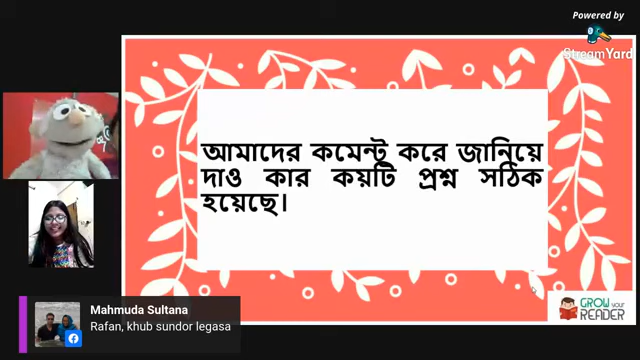 Powered by
StreamYard
আমাদের কমেন্ট করে জানিয়ে
দাও কার কয়টি প্রশ্ন সঠিক
হয়েছে।
Mahmuda Sultana
Rafan, khub sundor legasa
GROW YOUR
READER